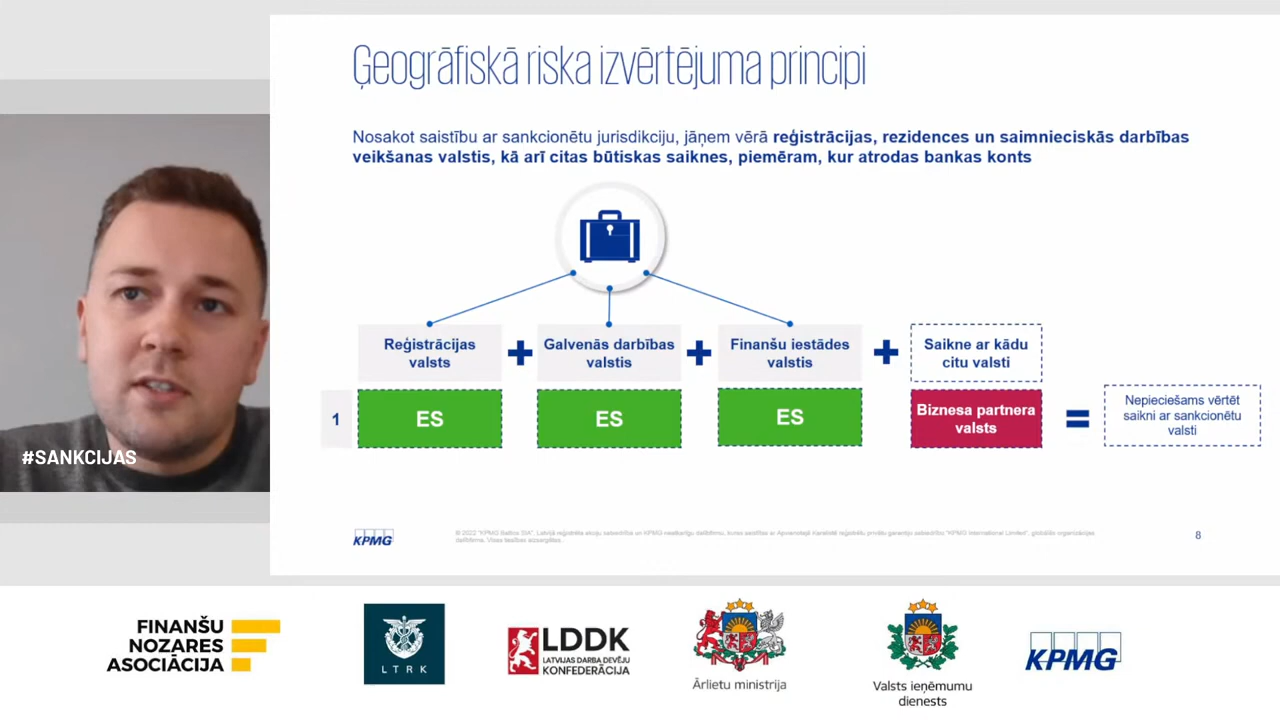 Ģeogrāfiskā riska izvērtējuma principi
Nosakot saistību ar sankcionētu jurisdikciju, jāņem vērā reģistrācijas, rezidences un saimnieciskās darbības
veikšanas valstis, kā arī citas būtiskas saiknes, piemēram, kur atrodas bankas konts
Reģistrācijas
valsts
Galvenās darbības
valstis
Finanšu iestādes
valstis
Saikne ar kādu
citu valsti
1
ES
ES
ES
Biznesa partnera
valsts
Nepieciešams vērtēt
saikni ar sankcionētu
valsti
#SANKCIJAS
KPMG
8
FINANŠU
NOZARES
ASOCIĀCIJA
LTRK
LDDK
LATVIJAS DARBA DEVĒJU
KONFEDERĀCIJA
Ārlietu ministrija
Valsts ieņēmumu
dienests
KPMG